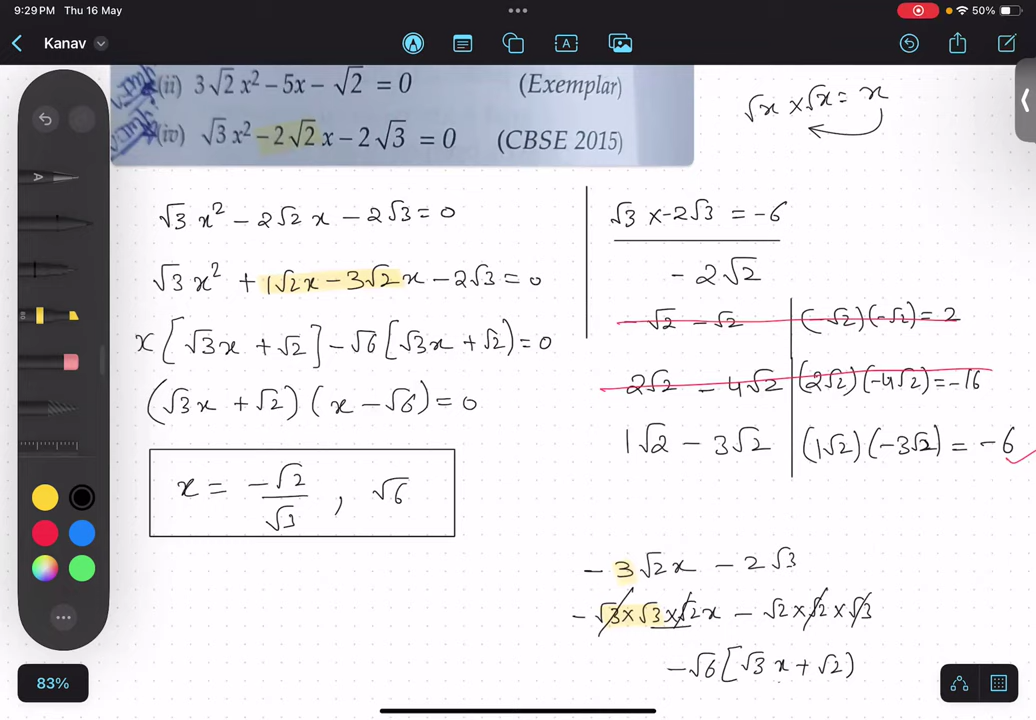 9:29 PM Thu 16 May
50%
Kanav
(ii) 3√2 x² − 5x − √2 = 0 (Exemplar)
(iv) √3 x² − 2√2 x − 2√3 = 0 (CBSE 2015)
√x × √x = x
√3 x² − 2√2 x − 2√3 = 0
√3 x² + 1√2x − 3√2 x − 2√3 = 0
x [√3x + √2] − √6 [√3x + √2) = 0
(√3x + √2) (x − √6) = 0
x = −√2/√3 , √6
√3 x −2√3 = −6
− 2√2
− √2 − √2 (−√2)(−√2) = 2
2√2 − 4√2 (2√2)(−4√2) = −16
1√2 − 3√2 (1√2)(−3√2) = −6
− 3√2x − 2√3
− √3 × √3 × √2x − √2 × √2 × √3
−√6 [√3 x + √2)
83%